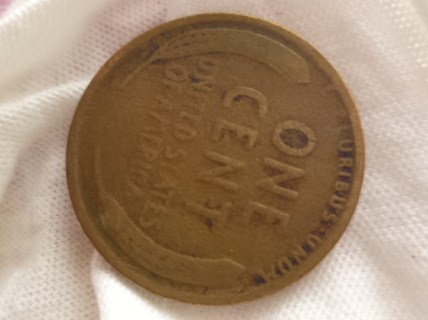 PLURIBUS·UNUM
ONE
CENT
UNITED STATES
OF AMERICA